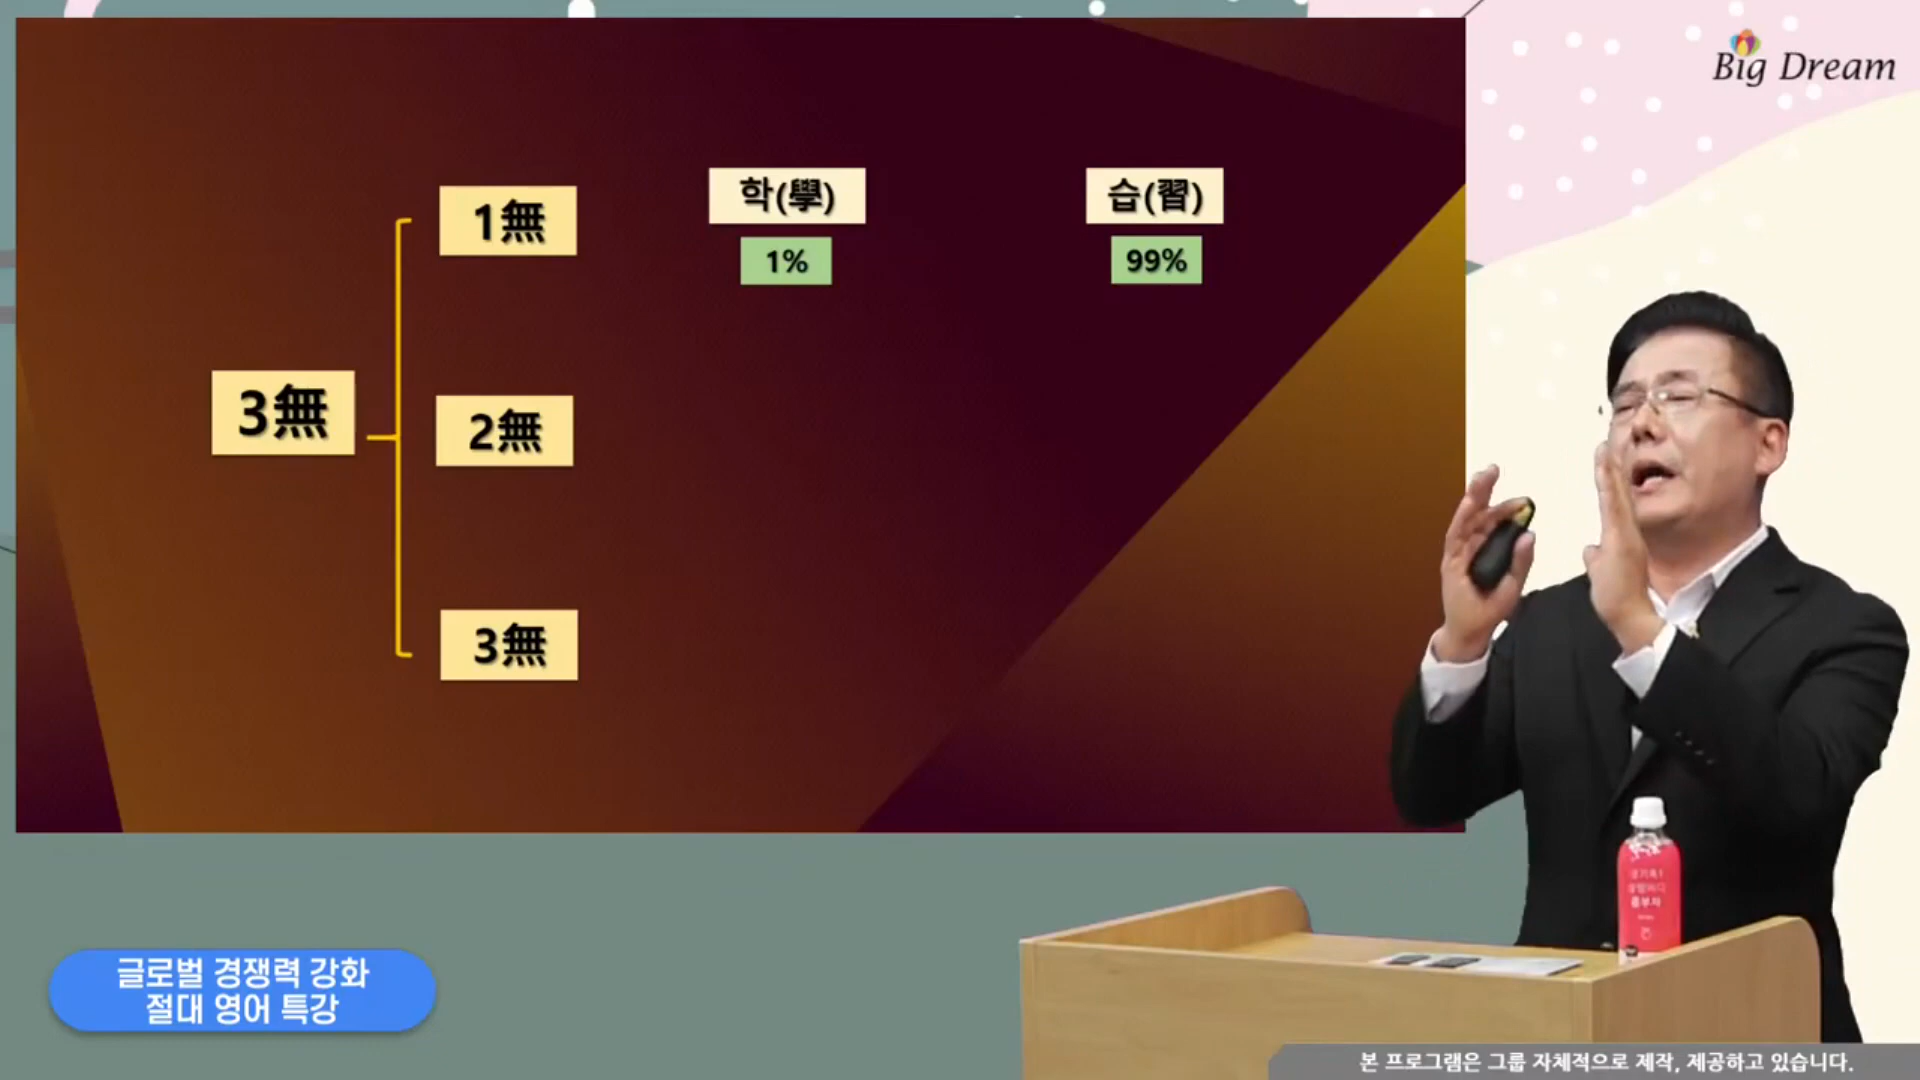 Big Dream
학(學)
습(習)
1無
1%
99%
3無
2無
3無
글로벌 경쟁력 강화
절대 영어 특강
본 프로그램은 그룹 자체적으로 제작, 제공하고 있습니다.